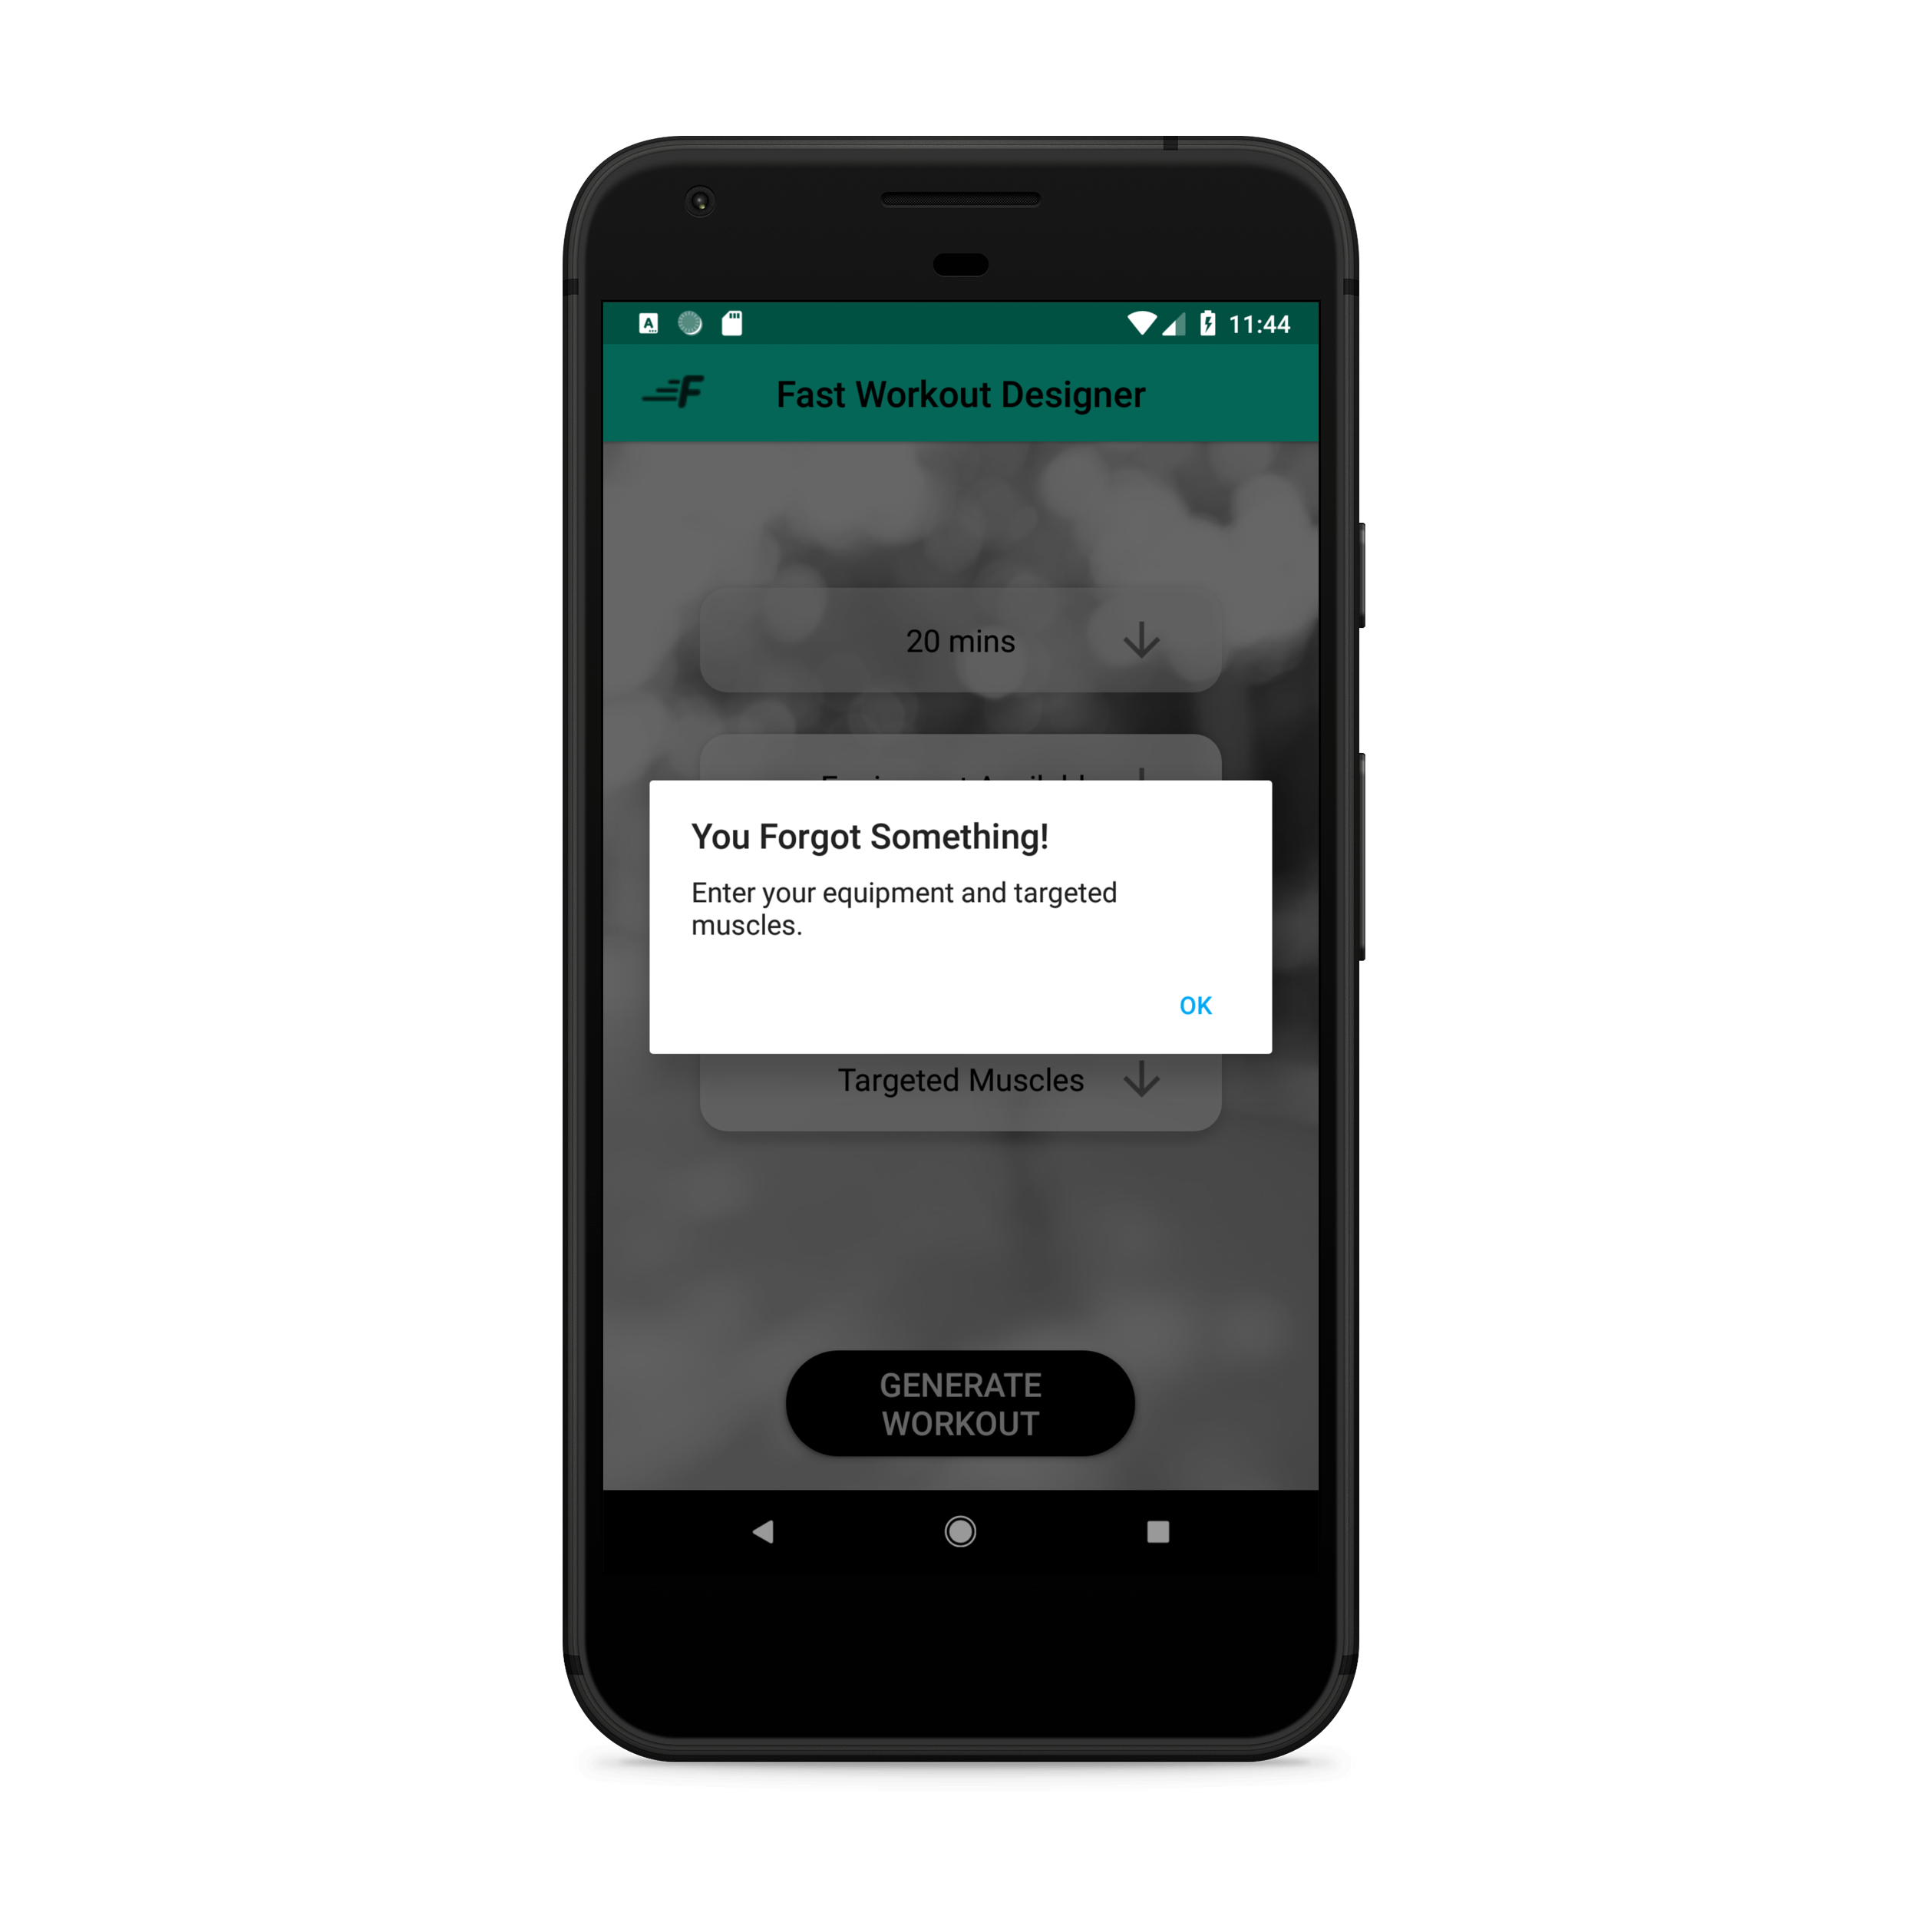 11:44
Fast Workout Designer
20 mins
You Forgot Something!
Enter your equipment and targeted
muscles.
OK
Targeted Muscles
GENERATE
WORKOUT